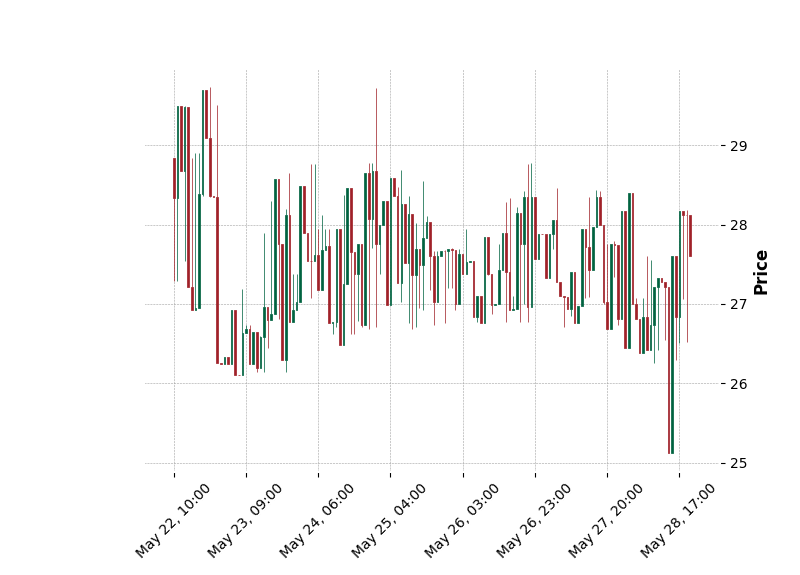 29
28
27
26
25
Price
May 22, 10:00
May 23, 09:00
May 24, 06:00
May 25, 04:00
May 26, 03:00
May 26, 23:00
May 27, 20:00
May 28, 17:00